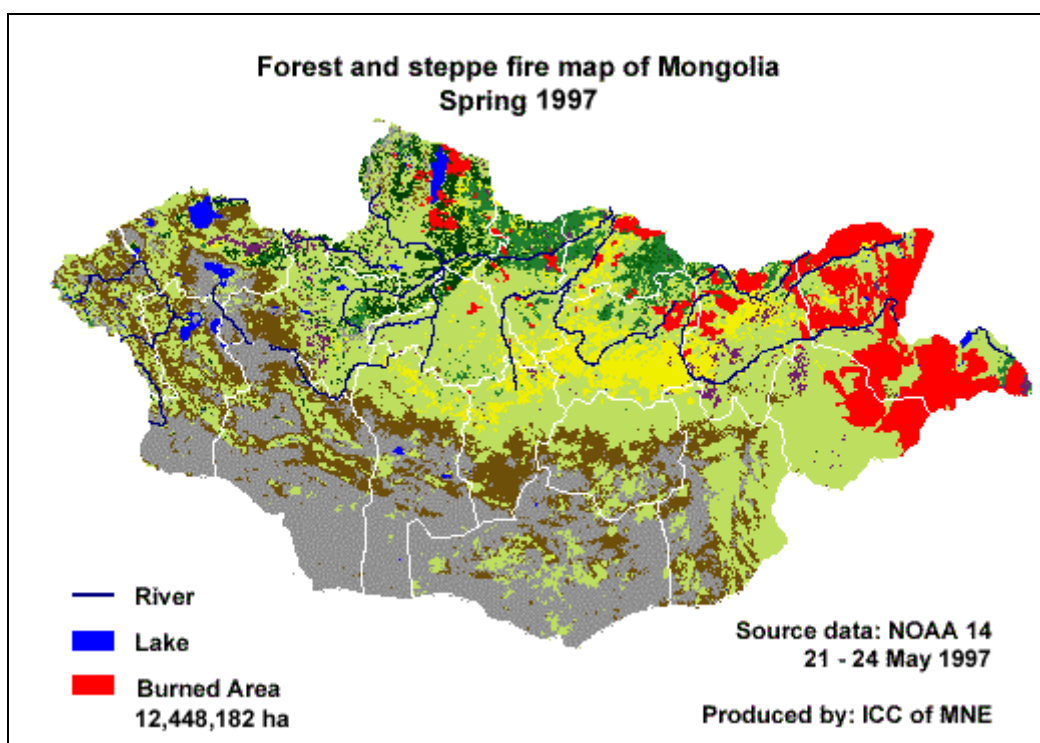 Forest and steppe fire map of Mongolia
Spring 1997
River
Lake
Burned Area
12,448,182 ha
Source data: NOAA 14
21 - 24 May 1997
Produced by: ICC of MNE